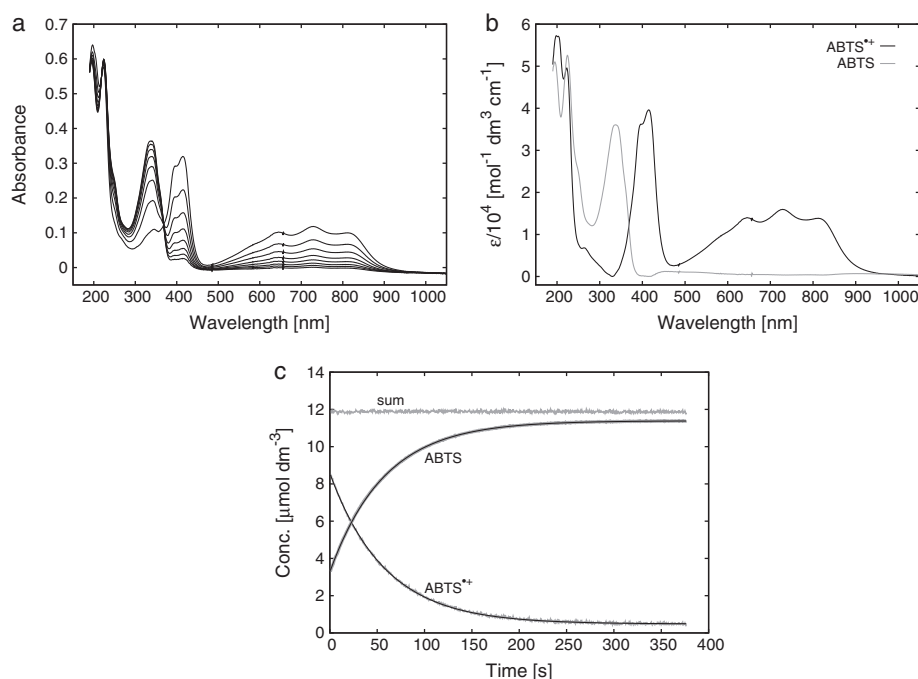 a
0.7
0.6
0.5
0.4
0.3
0.2
0.1
0
Absorbance
200 300 400 500 600 700 800 900 1000
Wavelength [nm]
b
6
5
4
3
2
1
0
ε/10⁴ [mol⁻¹ dm³ cm⁻¹]
ABTS•+
ABTS
200 300 400 500 600 700 800 900 1000
Wavelength [nm]
c
14
12
10
8
6
4
2
0
Conc. [μmol dm⁻³]
sum
ABTS
ABTS•+
0 50 100 150 200 250 300 350 400
Time [s]